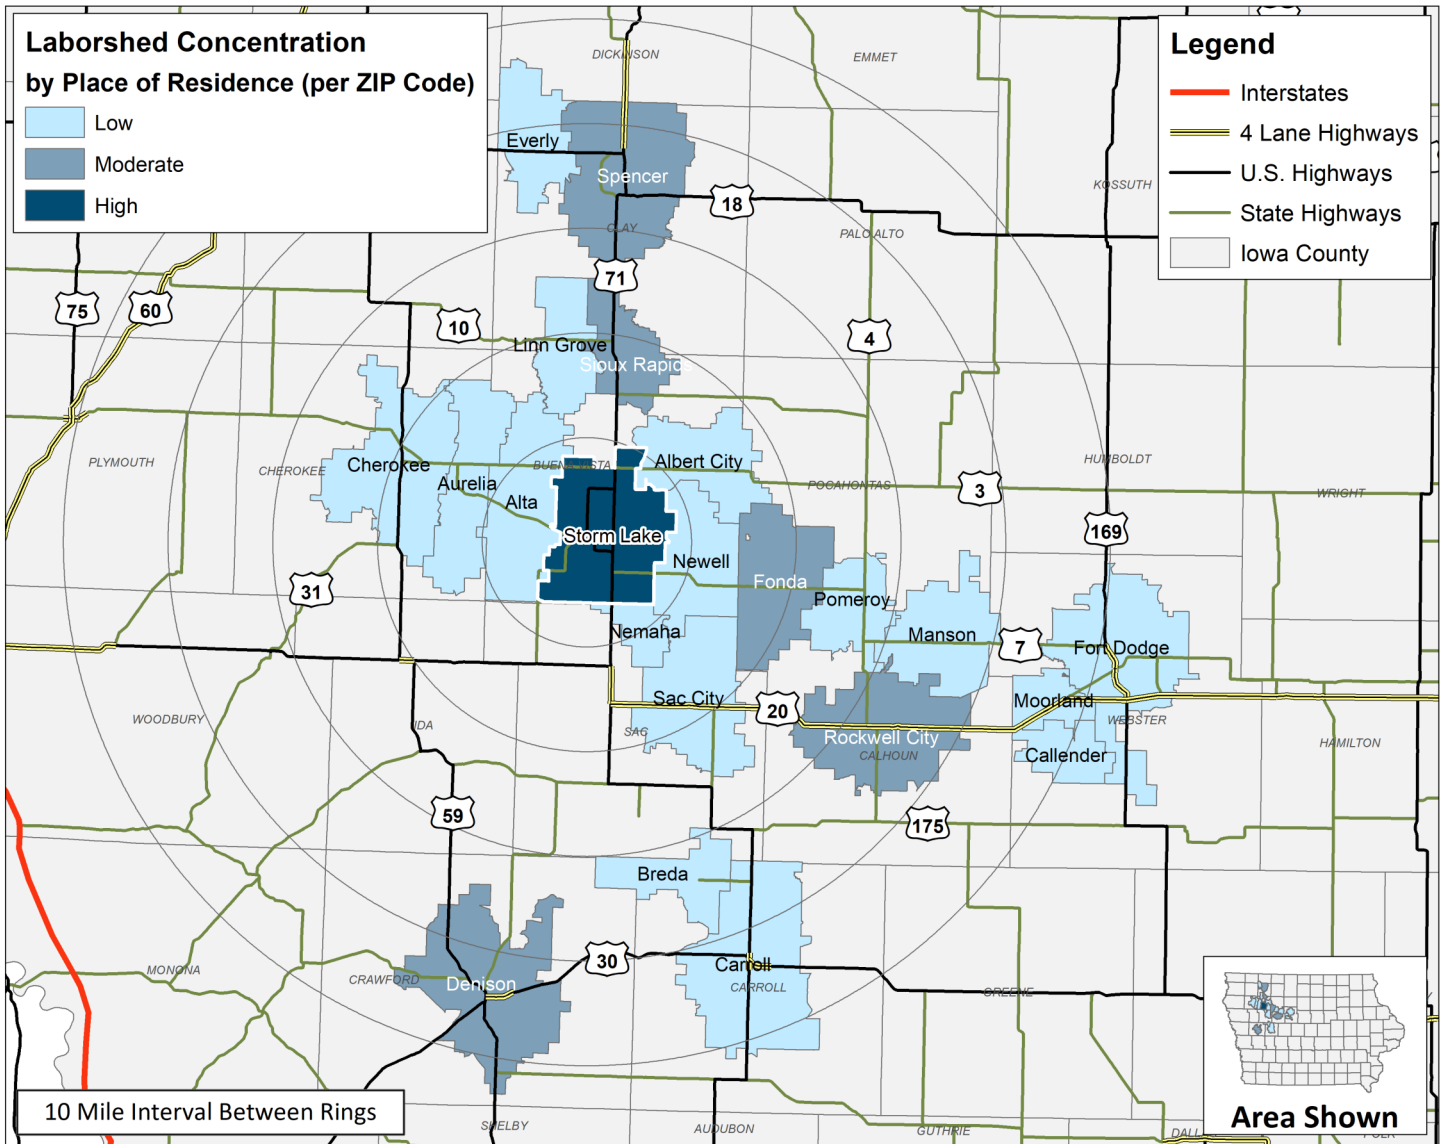 Laborshed Concentration
by Place of Residence (per ZIP Code)
Low
Moderate
High
Legend
Interstates
4 Lane Highways
U.S. Highways
State Highways
Iowa County
DICKINSON
EMMET
KOSSUTH
Everly
Spencer
18
CLAY
PALO ALTO
71
75
60
10
4
Linn Grove
Sioux Rapids
PLYMOUTH
CHEROKEE
Cherokee
BUENA VISTA
Albert City
HUMBOLDT
Aurelia
Alta
POCAHONTAS
3
WRIGHT
Storm Lake
169
Newell
Fonda
31
Pomeroy
Nemaha
Manson
7
Fort Dodge
Sac City
20
Moorland
WOODBURY
IDA
SAC
WEBSTER
Rockwell City
CALHOUN
Callender
HAMILTON
59
175
Breda
30
MONONA
CRAWFORD
Denison
Carroll
CARROLL
GREENE
10 Mile Interval Between Rings
Area Shown
SHELBY
AUDUBON
GUTHRIE